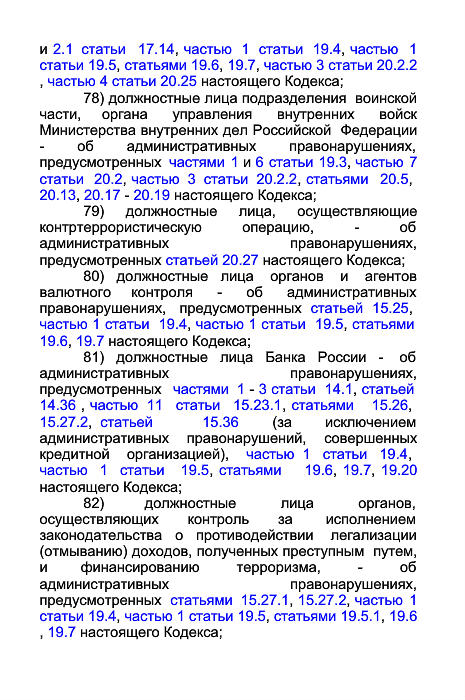 и 2.1 статьи 17.14, частью 1 статьи 19.4, частью 1
статьи 19.5, статьями 19.6, 19.7, частью 3 статьи 20.2.2
, частью 4 статьи 20.25 настоящего Кодекса;
78) должностные лица подразделения воинской
части, органа управления внутренних войск
Министерства внутренних дел Российской Федерации
- об административных правонарушениях,
предусмотренных частями 1 и 6 статьи 19.3, частью 7
статьи 20.2, частью 3 статьи 20.2.2, статьями 20.5,
20.13, 20.17 - 20.19 настоящего Кодекса;
79) должностные лица, осуществляющие
контртеррористическую операцию, - об
административных правонарушениях,
предусмотренных статьей 20.27 настоящего Кодекса;
80) должностные лица органов и агентов
валютного контроля - об административных
правонарушениях, предусмотренных статьей 15.25,
частью 1 статьи 19.4, частью 1 статьи 19.5, статьями
19.6, 19.7 настоящего Кодекса;
81) должностные лица Банка России - об
административных правонарушениях,
предусмотренных частями 1 - 3 статьи 14.1, статьей
14.36 , частью 11 статьи 15.23.1, статьями 15.26,
15.27.2, статьей 15.36 (за исключением
административных правонарушений, совершенных
кредитной организацией), частью 1 статьи 19.4,
частью 1 статьи 19.5, статьями 19.6, 19.7, 19.20
настоящего Кодекса;
82) должностные лица органов,
осуществляющих контроль за исполнением
законодательства о противодействии легализации
(отмыванию) доходов, полученных преступным путем,
и финансированию терроризма, - об
административных правонарушениях,
предусмотренных статьями 15.27.1, 15.27.2, частью 1
статьи 19.4, частью 1 статьи 19.5, статьями 19.5.1, 19.6
, 19.7 настоящего Кодекса;